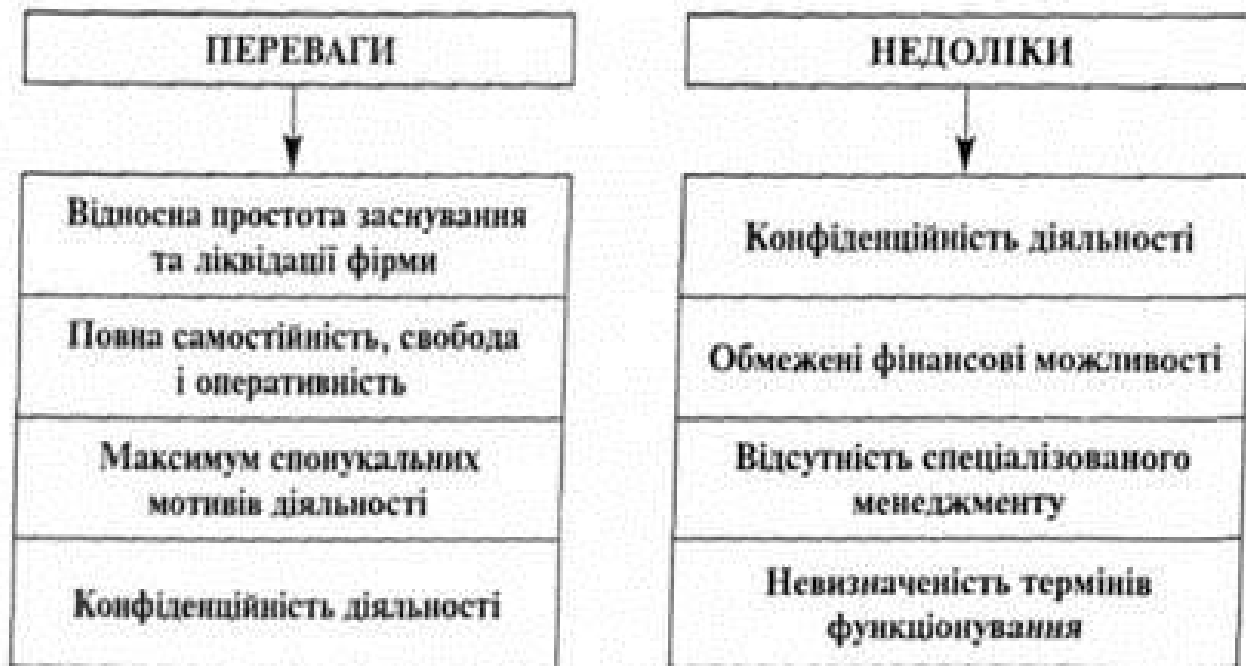 ПЕРЕВАГИ
Відносна простота заснування
та ліквідації фірми
Повна самостійність, свобода
і оперативність
Максимум спонукальних
мотивів діяльності
Конфіденційність діяльності
НЕДОЛІКИ
Конфіденційність діяльності
Обмежені фінансові можливості
Відсутність спеціалізованого
менеджменту
Невизначеність термінів
функціонування